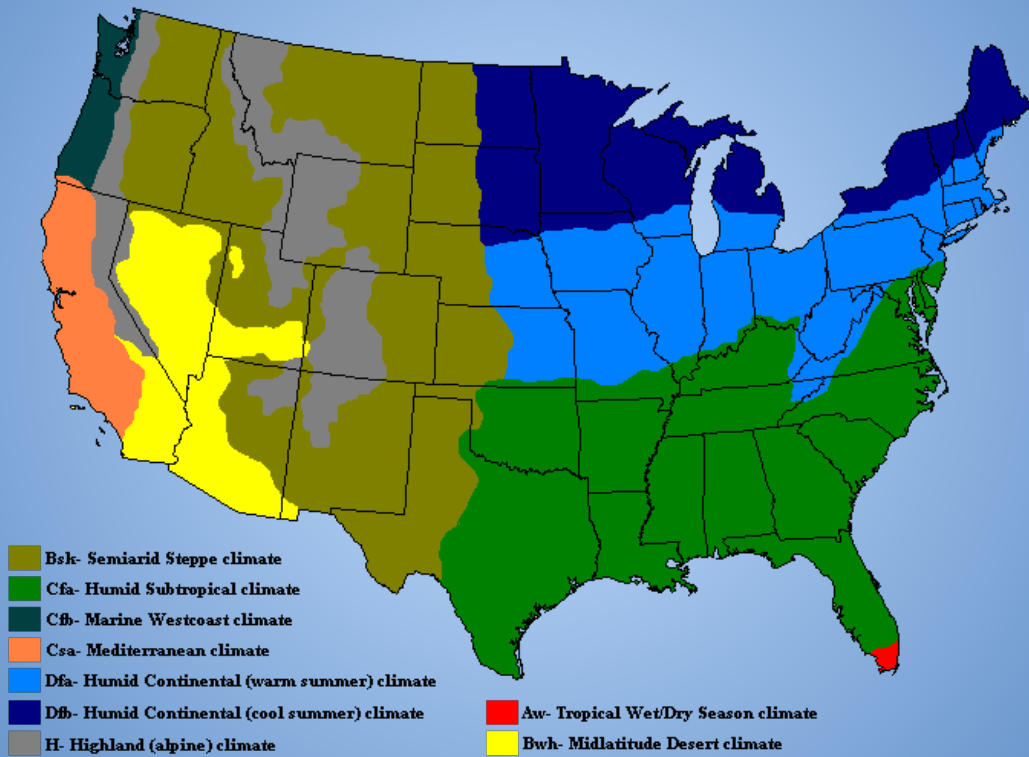 Bsk- Semiarid Steppe climate
Cfa- Humid Subtropical climate
Cfb- Marine Westcoast climate
Csa- Mediterranean climate
Dfa- Humid Continental (warm summer) climate
Dfb- Humid Continental (cool summer) climate
H- Highland (alpine) climate
Aw- Tropical Wet/Dry Season climate
Bwh- Midlatitude Desert climate